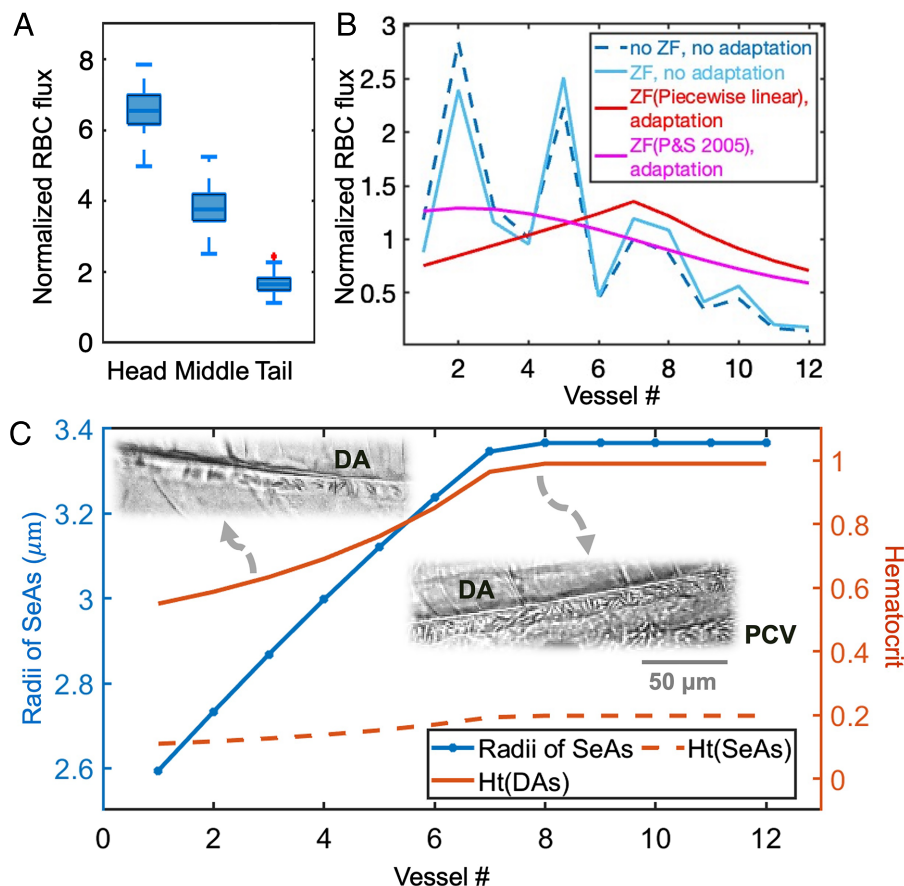 A
Normalized RBC flux
8
6
4
2
0
Head Middle Tail
B
Normalized RBC flux
3
2.5
2
1.5
1
0.5
no ZF, no adaptation
ZF, no adaptation
ZF(Piecewise linear),
adaptation
ZF(P&S 2005),
adaptation
2 4 6 8 10 12
Vessel #
C
Radii of SeAs (μm)
3.4
3.2
3
2.8
2.6
DA
DA
PCV
50 μm
Hematocrit
1
0.8
0.6
0.4
0.2
0
Radii of SeAs
Ht(SeAs)
Ht(DAs)
0 2 4 6 8 10 12
Vessel #